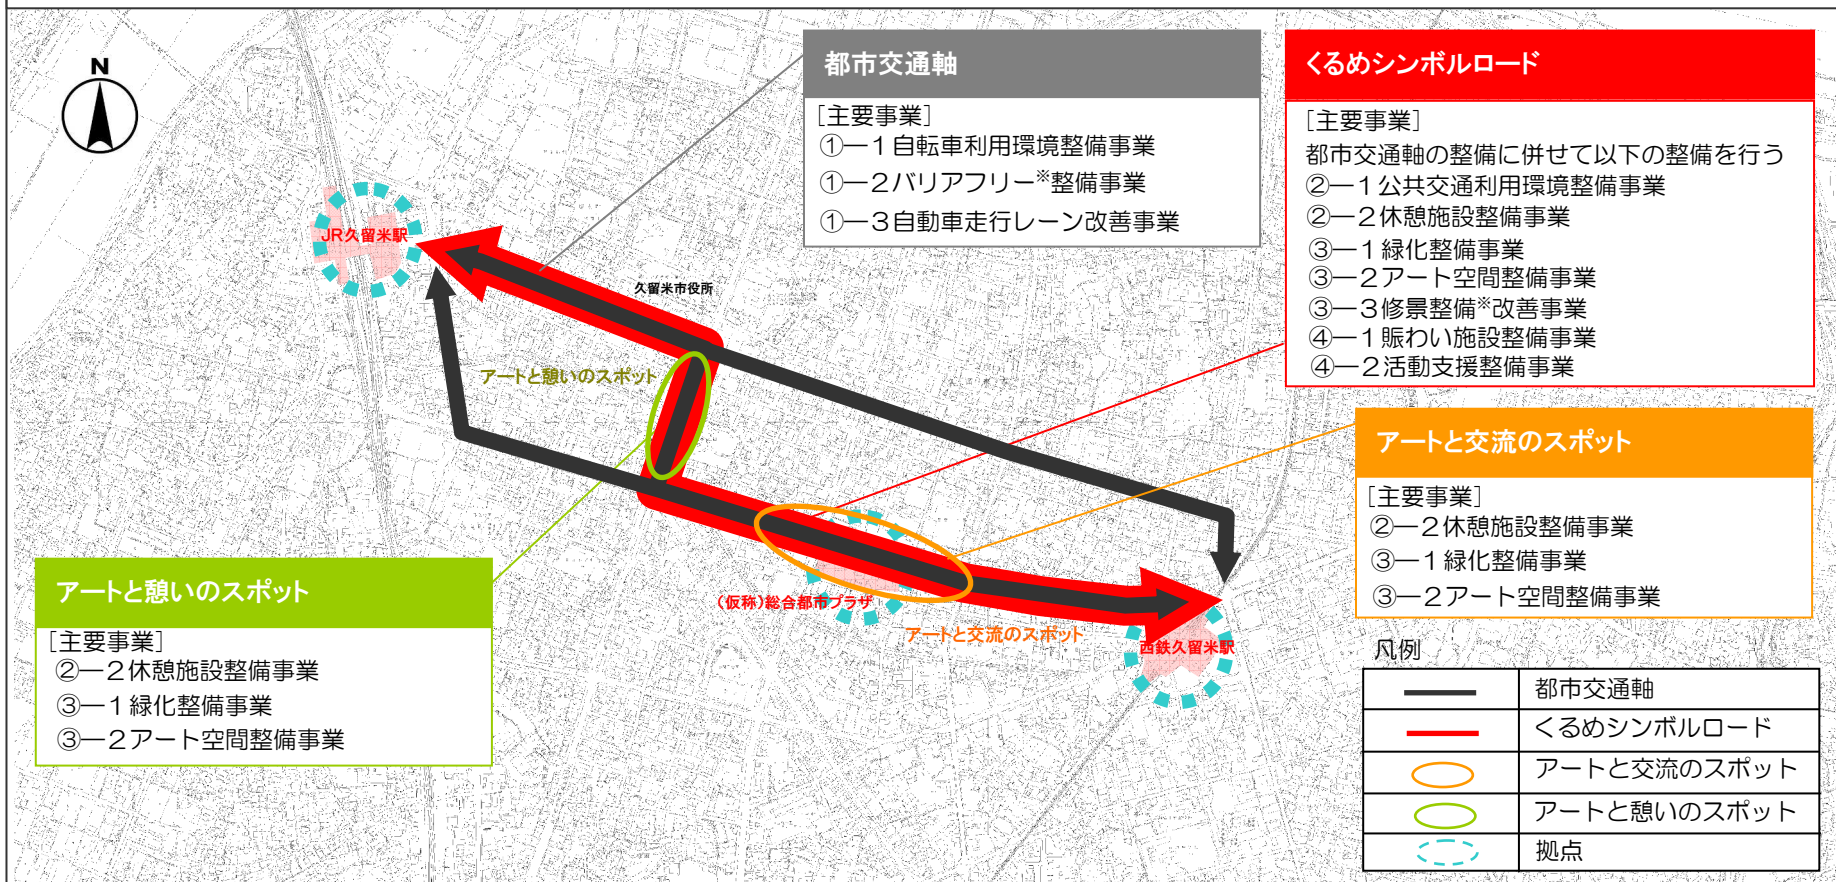 N
都市交通軸
[主要事業]
①―１自転車利用環境整備事業
①―２バリアフリー※整備事業
①―３自動車走行レーン改善事業
くるめシンボルロード
[主要事業]
都市交通軸の整備に併せて以下の整備を行う
②―１公共交通利用環境整備事業
②―２休憩施設整備事業
③―１緑化整備事業
③―２アート空間整備事業
③―３修景整備※改善事業
④―１賑わい施設整備事業
④―２活動支援整備事業
JR久留米駅
久留米市役所
アートと憩いのスポット
アートと交流のスポット
[主要事業]
②―２休憩施設整備事業
③―１緑化整備事業
③―２アート空間整備事業
アートと憩いのスポット
[主要事業]
②―２休憩施設整備事業
③―１緑化整備事業
③―２アート空間整備事業
(仮称)総合都市プラザ
アートと交流のスポット
西鉄久留米駅
凡例
都市交通軸
くるめシンボルロード
アートと交流のスポット
アートと憩いのスポット
拠点